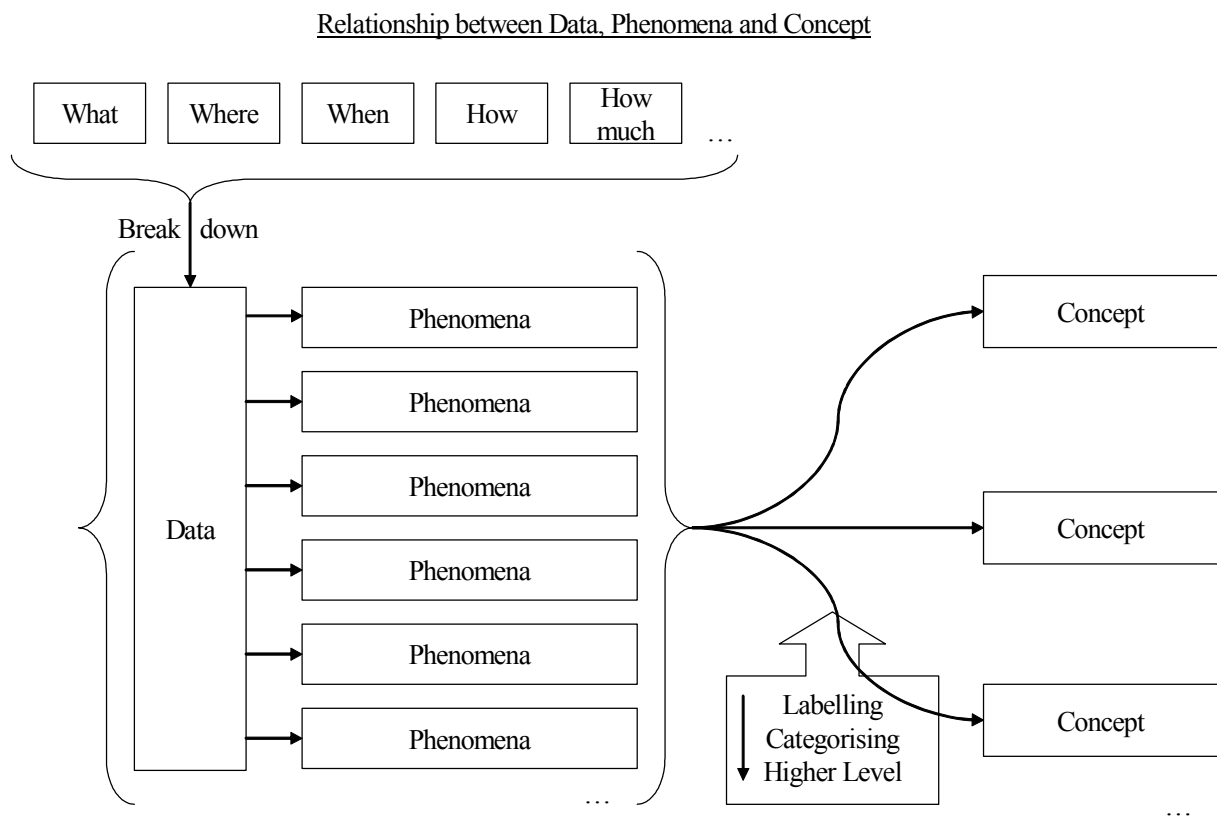 Relationship between Data, Phenomena and Concept
What
Where
When
How
How
much
...
Break down
Data
Phenomena
Phenomena
Phenomena
Phenomena
Phenomena
Phenomena
...
Concept
Concept
Concept
...
Labelling
Categorising
Higher Level